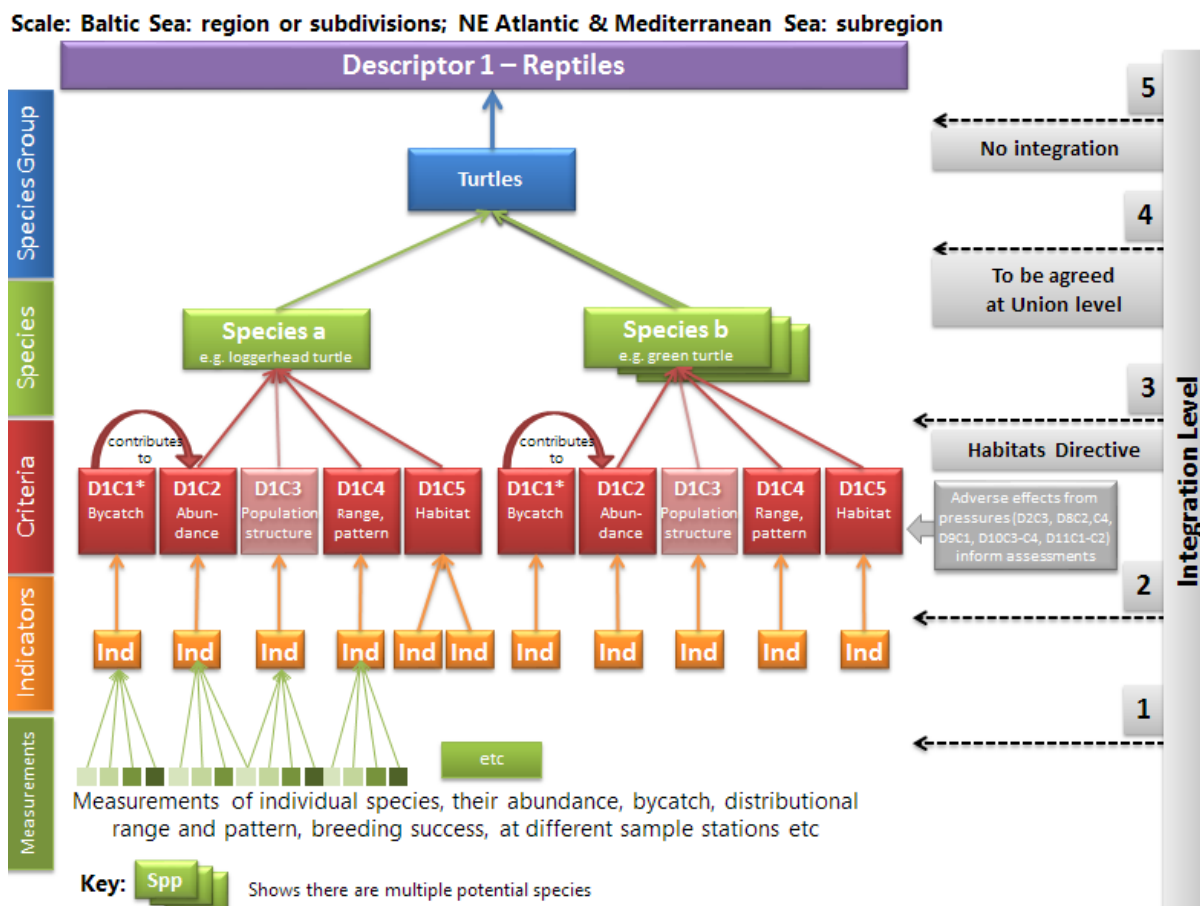 Scale: Baltic Sea: region or subdivisions; NE Atlantic & Mediterranean Sea: subregion
Descriptor 1 – Reptiles
Species Group
Turtles
5
No integration
4
To be agreed
at Union level
Species
Species a
e.g. loggerhead turtle
Species b
e.g. green turtle
3
Habitats Directive
Integration Level
Criteria
contributes
to
contributes
to
D1C1*
Bycatch
D1C2
Abun-
dance
D1C3
Population
structure
D1C4
Range,
pattern
D1C5
Habitat
D1C1*
Bycatch
D1C2
Abun-
dance
D1C3
Population
structure
D1C4
Range,
pattern
D1C5
Habitat
Adverse effects from
pressures (D2C3, D8C2,C4,
D9C1, D10C3-C4, D11C1-C2)
inform assessments
2
Indicators
Ind
Ind
Ind
Ind
Ind
Ind
Ind
Ind
Ind
Ind
Ind
1
Measurements
etc
Measurements of individual species, their abundance, bycatch, distributional
range and pattern, breeding success, at different sample stations etc
Key:
Spp
Shows there are multiple potential species